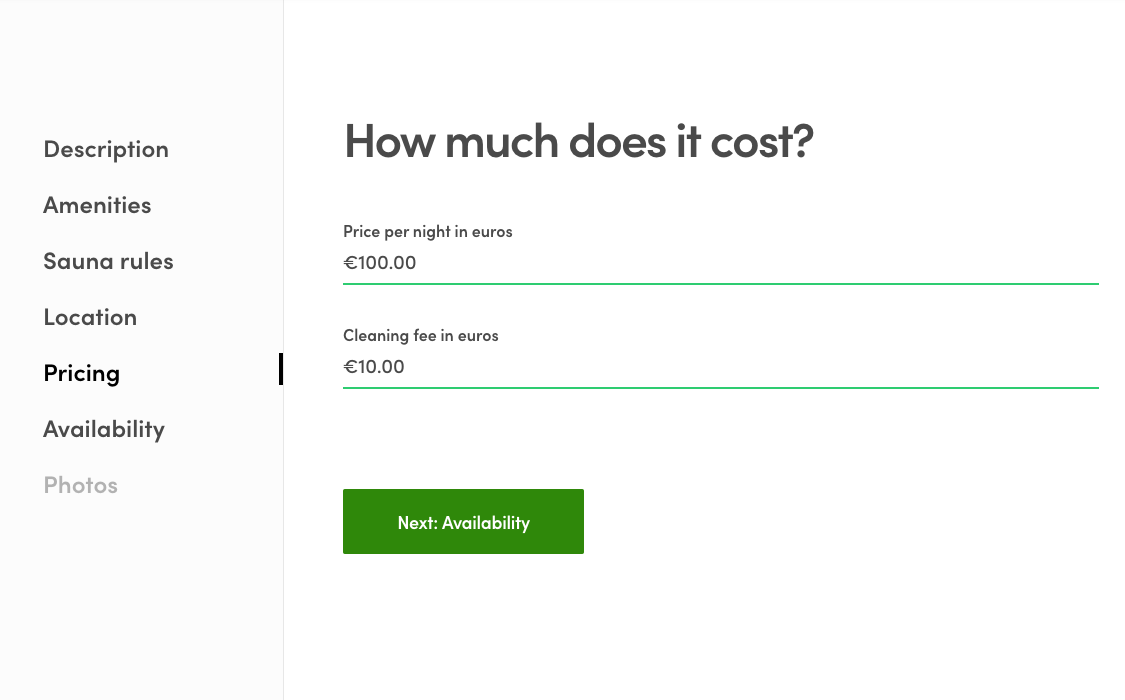 Description
Amenities
Sauna rules
Location
Pricing
Availability
Photos
How much does it cost?
Price per night in euros
€100.00
Cleaning fee in euros
€10.00
Next: Availability